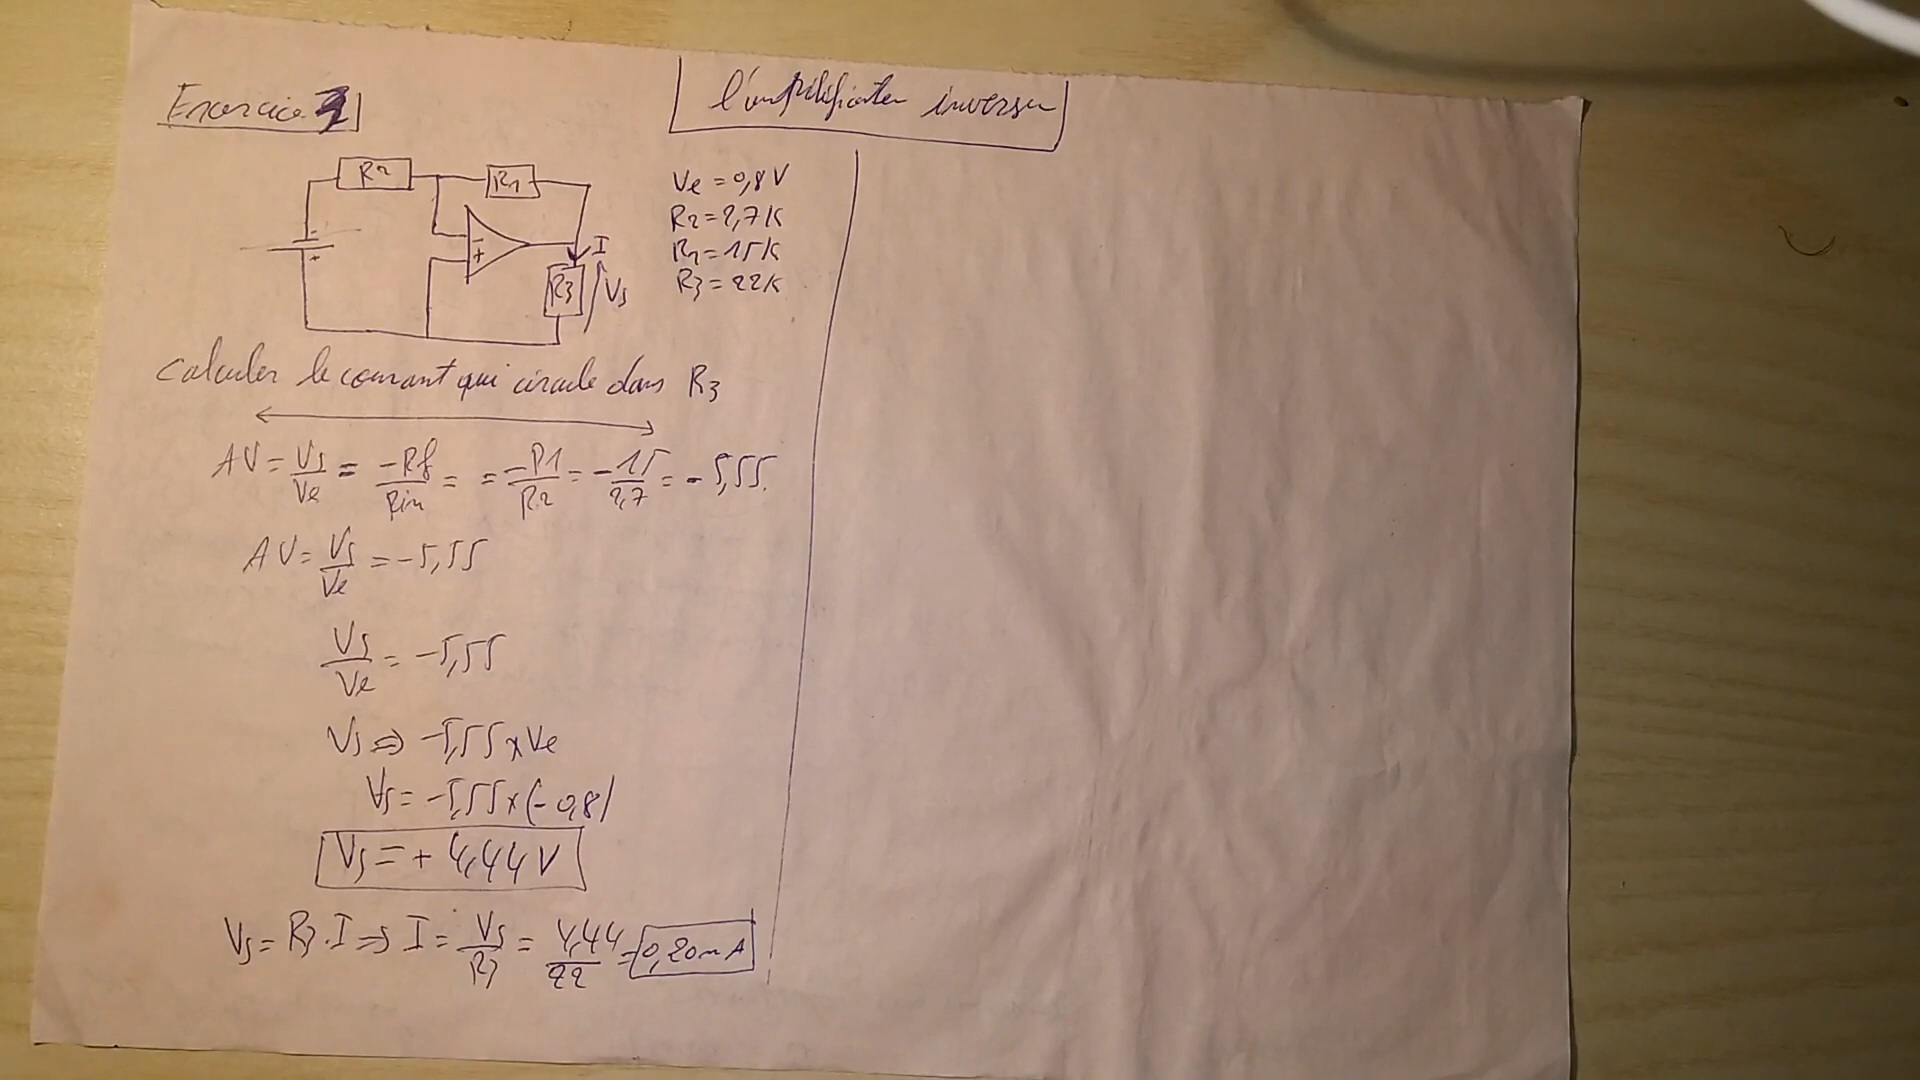 Exercice 2
l'amplificateur inverseur
R2
R1
-
+
-
+
I
R3
Vs
Ve = 0,8 V
R2 = 2,7 K
R1 = 15 K
R3 = 22 K
Calculer le courant qui circule dans R3
AV = Vs/Ve = -Rf/Rin = = -R1/R2 = -15/2,7 = -5,55.
AV = Vs/Ve = -5,55
Vs/Ve = -5,55
Vs => -5,55 x Ve
Vs = -5,55 x (-0,8)
Vs = + 4,44 V
Vs = R3 . I => I = Vs/R3 = 4,44/22 = 0,20 mA